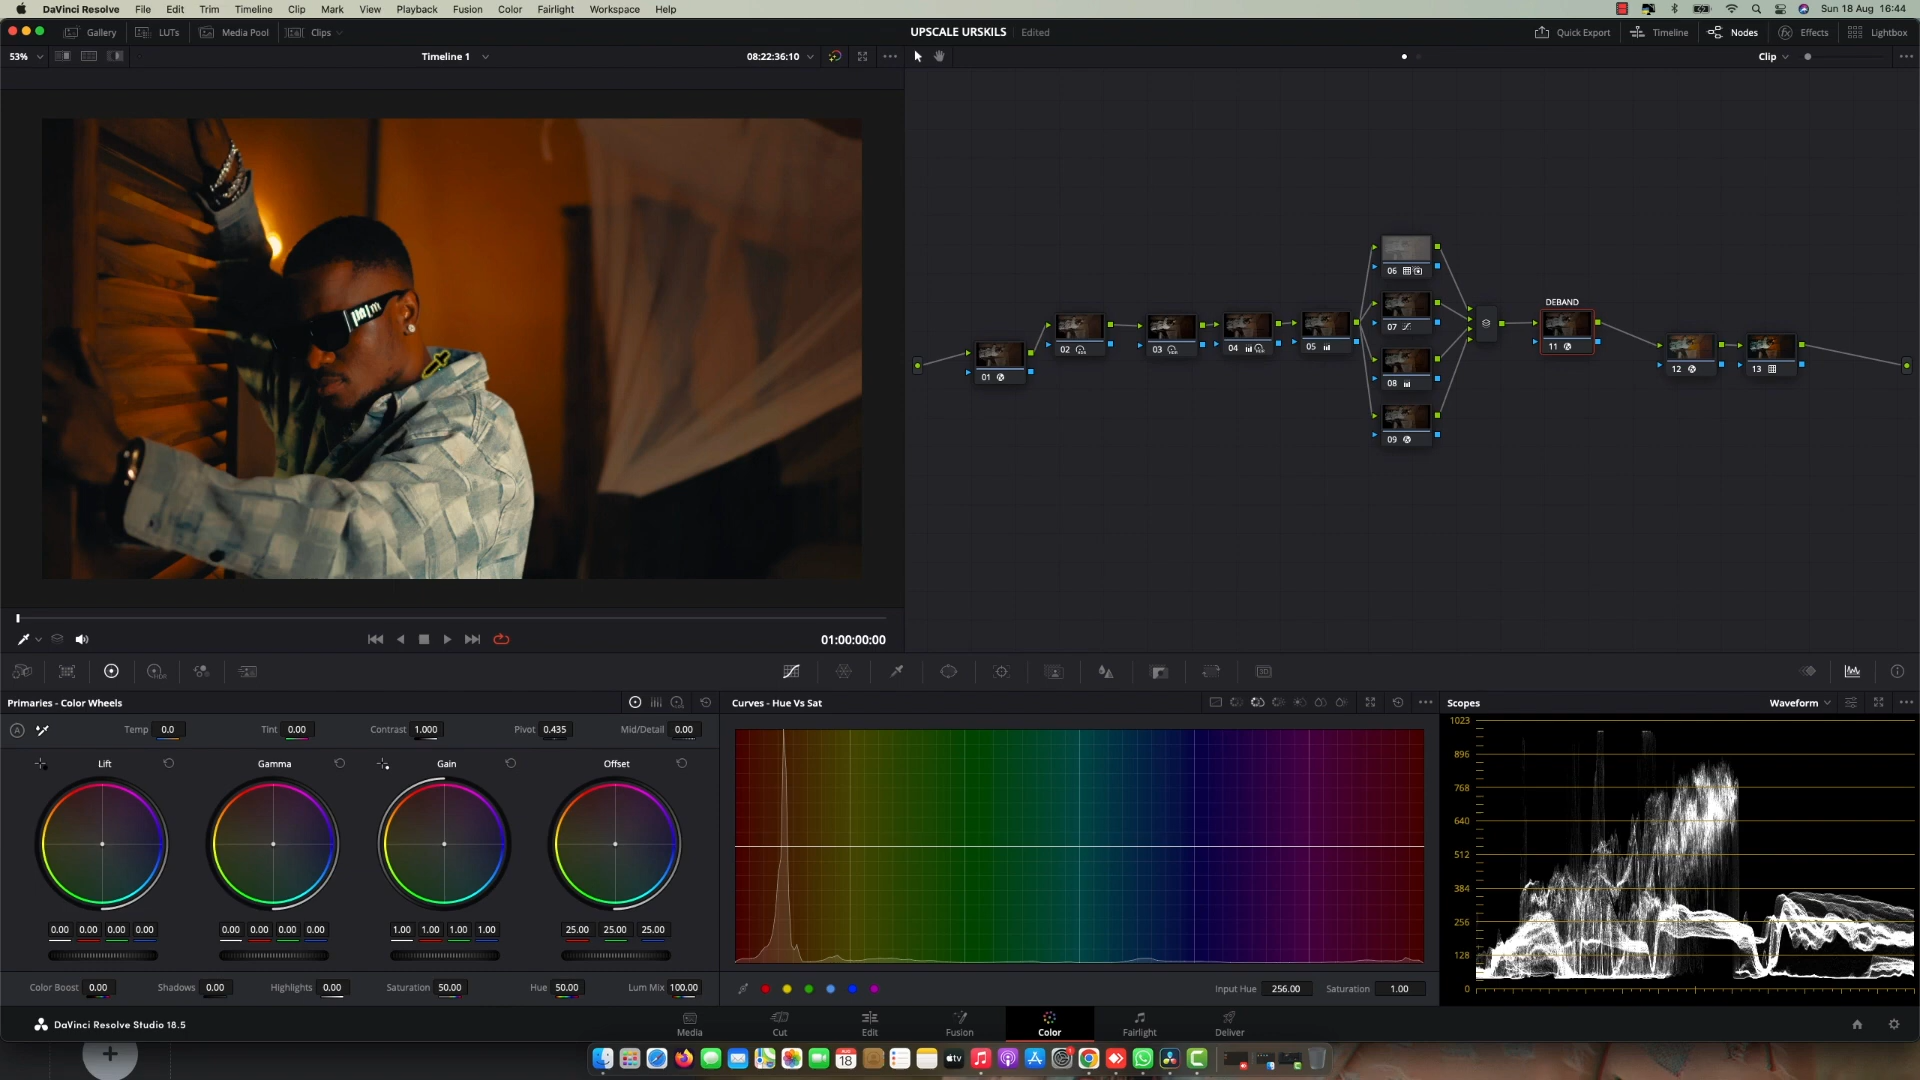 DaVinci Resolve File Edit Trim Timeline Clip Mark View Playback Fusion Color Fairlight Workspace Help Sun 18 Aug 16:44
Gallery LUTs Media Pool Clips UPSCALE URSKILS Edited Quick Export Timeline Nodes Effects Lightbox
53% Timeline 1 08:22:36:10 Clip
palm
06
07
08
09
DEBAND
01
02
03
04
05
11
12
13
01:00:00:00
Primaries - Color Wheels
Temp 0.0 Tint 0.00 Contrast 1.000 Pivot 0.435 Mid/Detail 0.00
Lift Gamma Gain Offset
0.00 0.00 0.00 0.00 0.00 0.00 0.00 0.00 1.00 1.00 1.00 1.00 25.00 25.00 25.00
Color Boost 0.00 Shadows 0.00 Highlights 0.00 Saturation 50.00 Hue 50.00 Lum Mix 100.00
Curves - Hue Vs Sat
Input Hue 256.00 Saturation 1.00
Scopes Waveform
1023
896
768
640
512
384
256
128
0
DaVinci Resolve Studio 18.5
Media Cut Edit Fusion Color Fairlight Deliver
18
tv